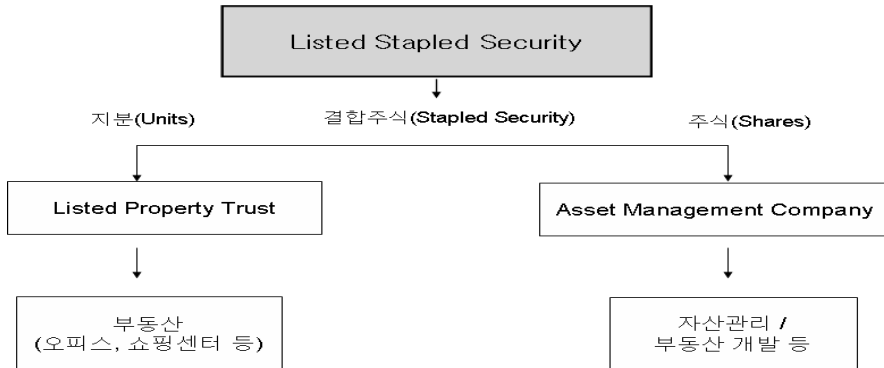 Listed Stapled Security
지분(Units) 결합주식(Stapled Security) 주식(Shares)
Listed Property Trust
Asset Management Company
부동산
(오피스, 쇼핑센터 등)
자산관리 /
부동산 개발 등